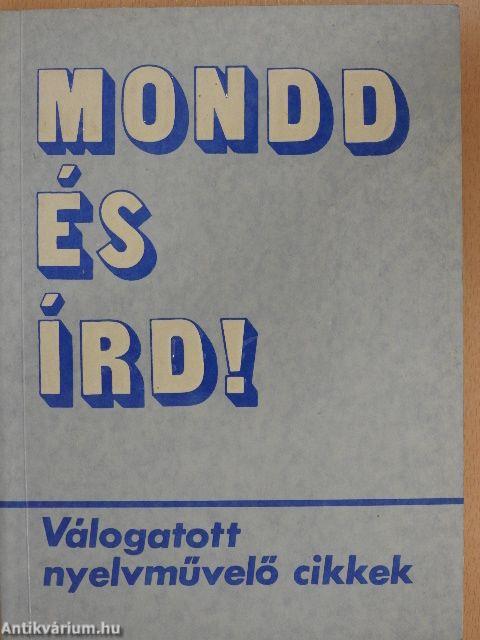 MONDD
ÉS
ÍRD!
Válogatott
nyelvművelő cikkek
Antikvárium.hu